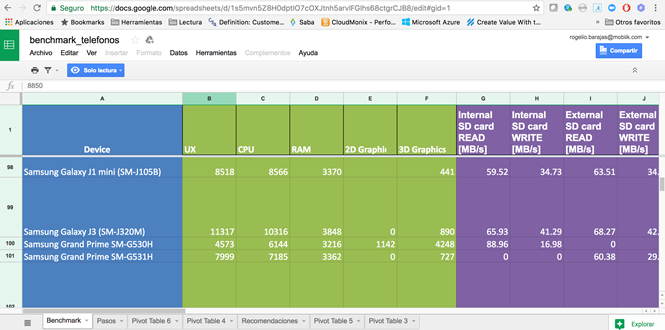 Seguro https://docs.google.com/spreadsheets/d/1s5mvn5Z8H0dptlO7cOXJtnh5arvIFGIhs68ctgrCJB8/edit#gid=1
Aplicaciones Bookmarks Herramientas Lectura Definition: Custome... Sabak CloudMonix - Perfo... Microsoft Azure Create Value With t... » Otros favoritos
benchmark_telefonos
rogelio.barajas@mobiik.com
Archivo Editar Ver Insertar Formato Datos Herramientas Complementos Ayuda
Compartir
Solo lectura
fx 8850
A B C D E F G H I J
1 Device UX CPU RAM 2D Graphic 3D Graphics Internal SD card READ [MB/s] Internal SD card WRITE [MB/s] External SD card READ [MB/s] External SD card WRITE [MB/s]
98 Samsung Galaxy J1 mini (SM-J105B) 8518 8566 3370 441 59.52 34.73 63.51 34.
99 Samsung Galaxy J3 (SM-J320M) 11317 10316 3848 0 890 65.93 41.29 68.27 42.
100 Samsung Grand Prime SM-G530H 4573 6144 3216 1142 4248 88.96 16.98 0
101 Samsung Grand Prime SM-G531H 7999 7185 3362 0 727 0 60.38 29.
102
Benchmark Pasos Pivot Table 6 Pivot Table 4 Recomendaciones Pivot Table 5 Pivot Table 3 Explorar